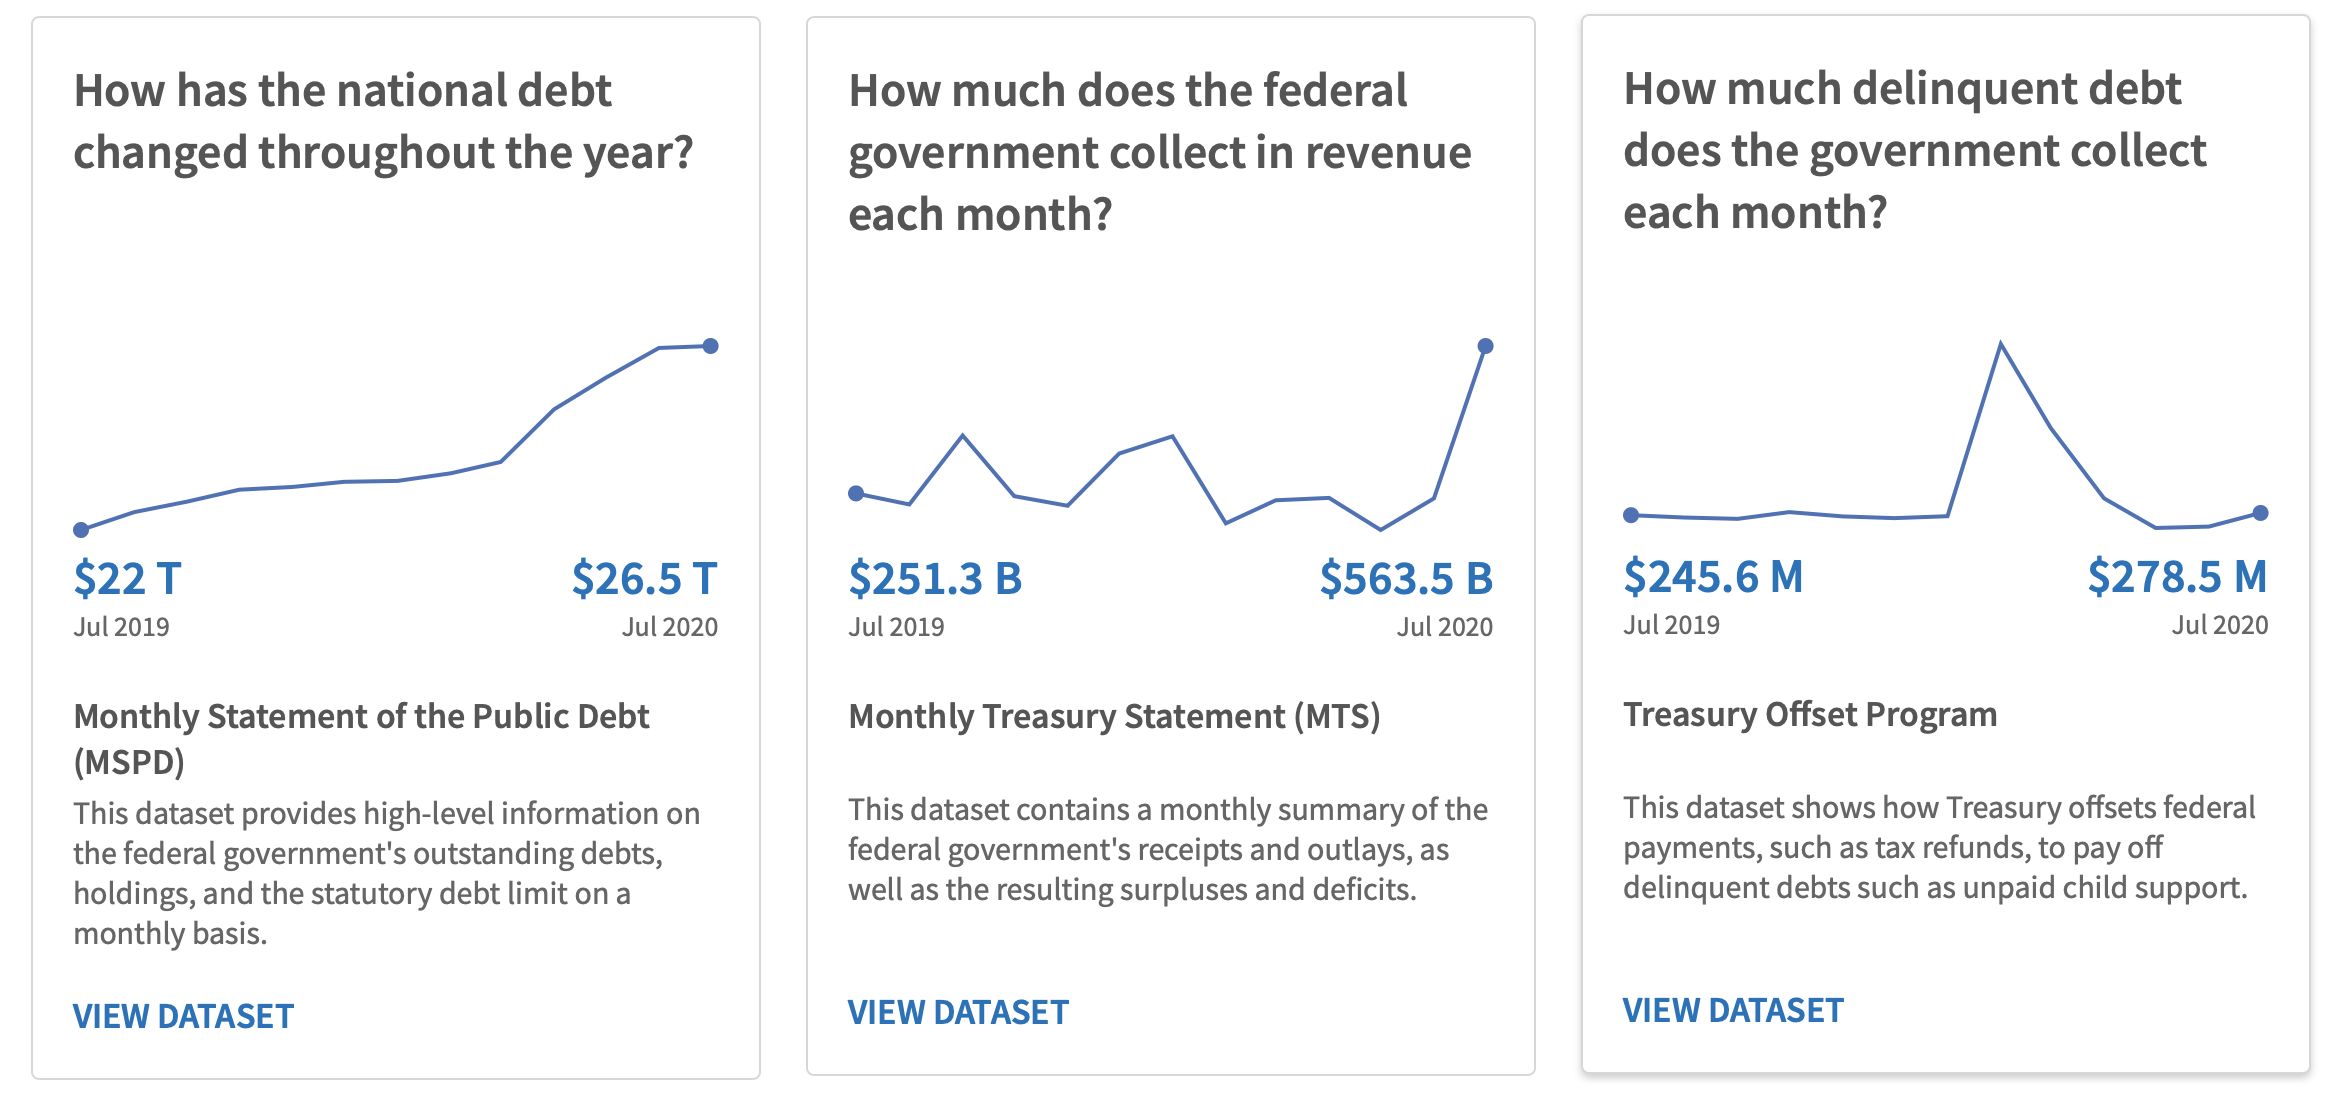 How has the national debt
changed throughout the year?
$22 T
$26.5 T
Jul 2019
Jul 2020
Monthly Statement of the Public Debt
(MSPD)
This dataset provides high-level information on
the federal government's outstanding debts,
holdings, and the statutory debt limit on a
monthly basis.
VIEW DATASET
How much does the federal
government collect in revenue
each month?
$251.3 B
$563.5 B
Jul 2019
Jul 2020
Monthly Treasury Statement (MTS)
This dataset contains a monthly summary of the
federal government's receipts and outlays, as
well as the resulting surpluses and deficits.
VIEW DATASET
How much delinquent debt
does the government collect
each month?
$245.6 M
$278.5 M
Jul 2019
Jul 2020
Treasury Offset Program
This dataset shows how Treasury offsets federal
payments, such as tax refunds, to pay off
delinquent debts such as unpaid child support.
VIEW DATASET